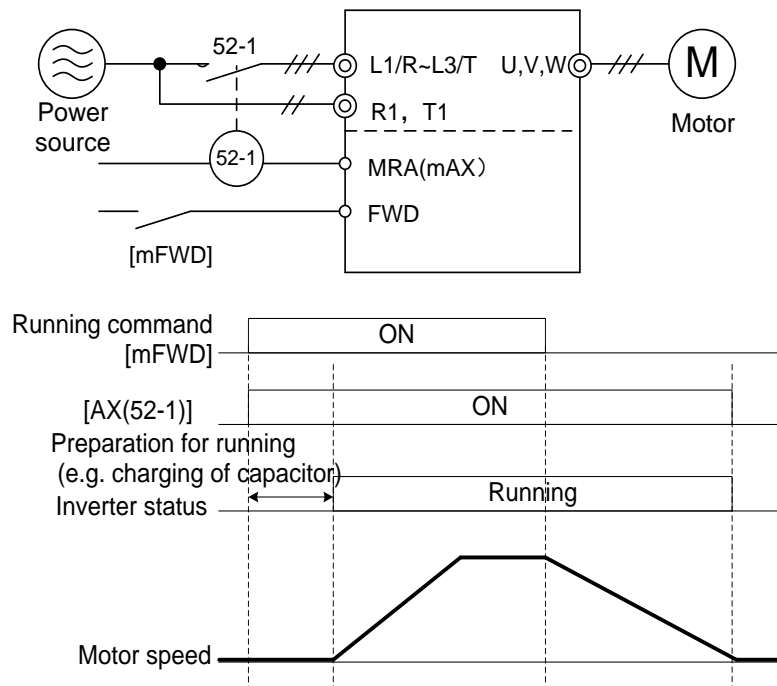 52-1
L1/R~L3/T
U,V,W
M
Power
source
R1, T1
Motor
52-1
MRA(mAX)
FWD
[mFWD]
Running command
[mFWD]
ON
[AX(52-1)]
ON
Preparation for running
(e.g. charging of capacitor)
Inverter status
Running
Motor speed